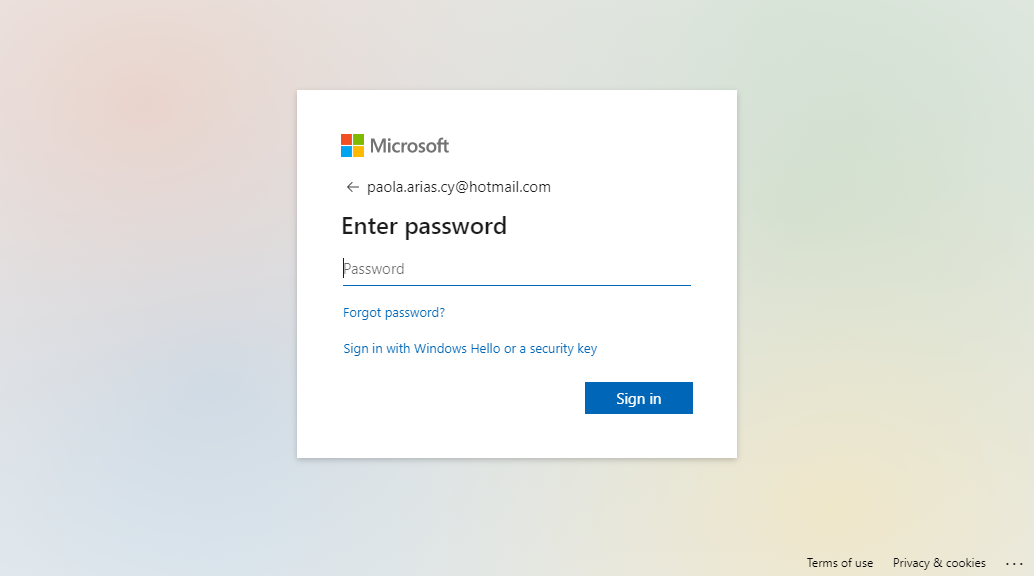 Microsoft
← paola.arias.cy@hotmail.com
Enter password
Password
Forgot password?
Sign in with Windows Hello or a security key
Sign in
Terms of use Privacy & cookies ...